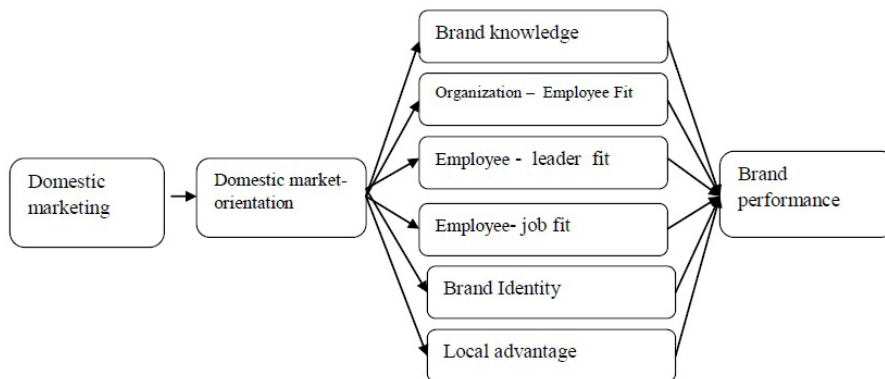 Brand knowledge
Organization – Employee Fit
Employee - leader fit
Domestic
marketing
Domestic market-
orientation
Brand
performance
Employee- job fit
Brand Identity
Local advantage